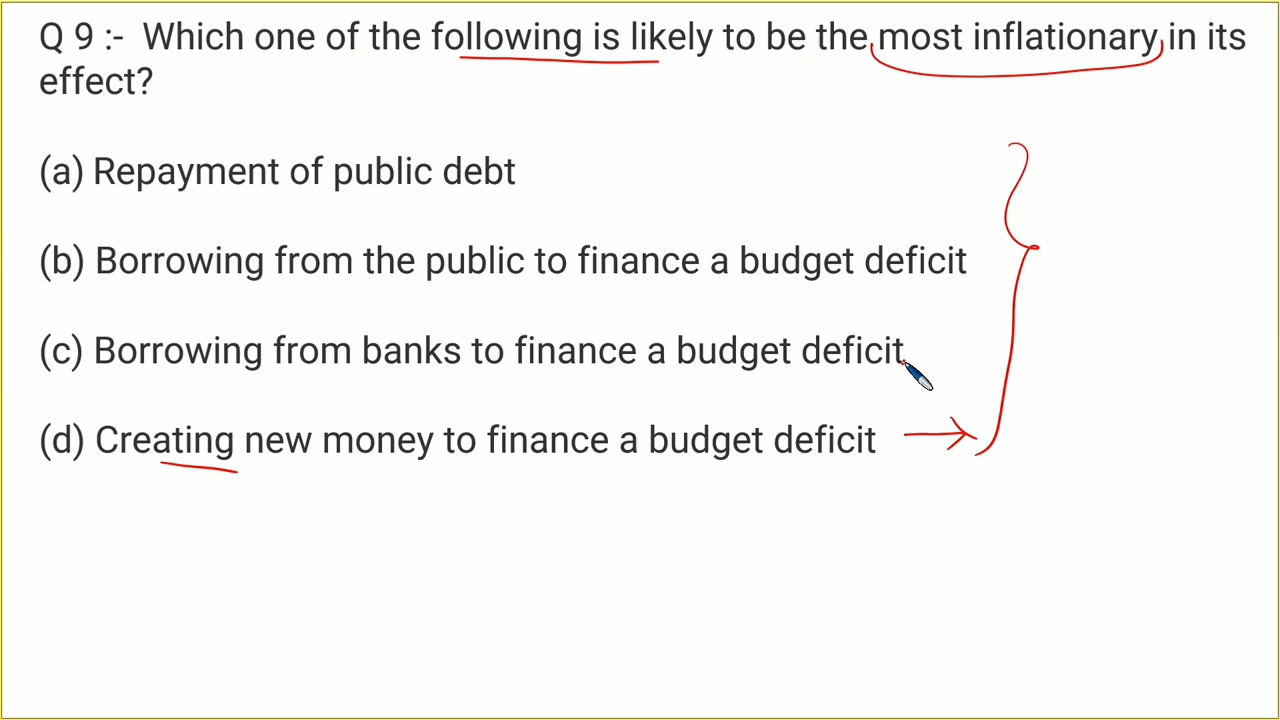 Q 9 :- Which one of the following is likely to be the most inflationary in its
effect?
(a) Repayment of public debt
(b) Borrowing from the public to finance a budget deficit
(c) Borrowing from banks to finance a budget deficit
(d) Creating new money to finance a budget deficit